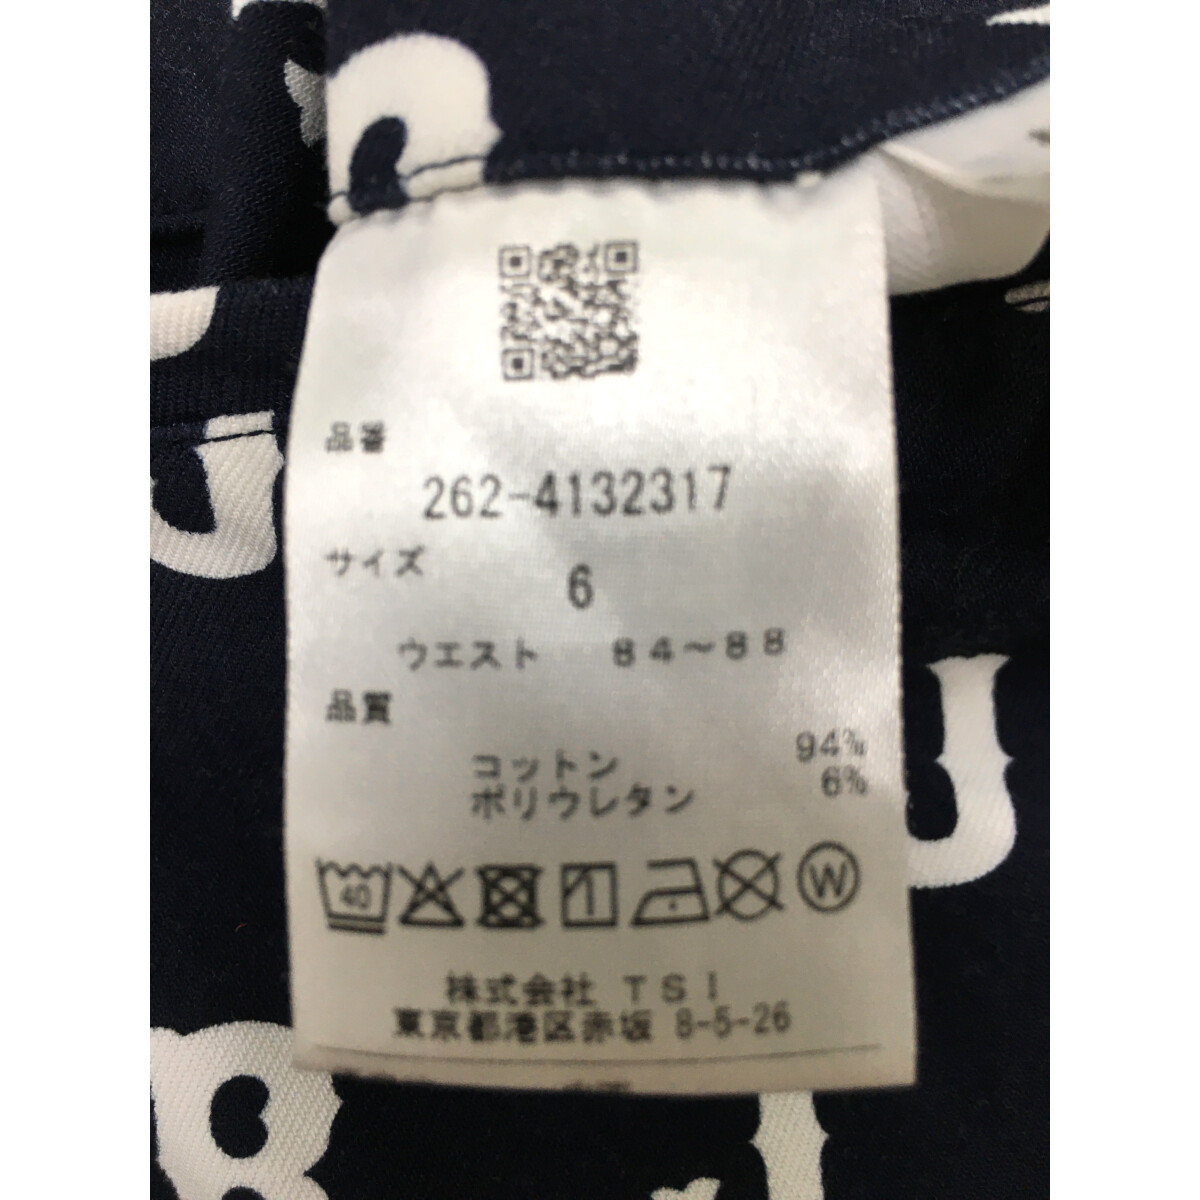 品番
262-4132317
サイズ
6
ウエスト 84～88
品質
コットン 94%
ポリウレタン 6%
40
W
株式会社 TSI
東京都港区赤坂 8-5-26